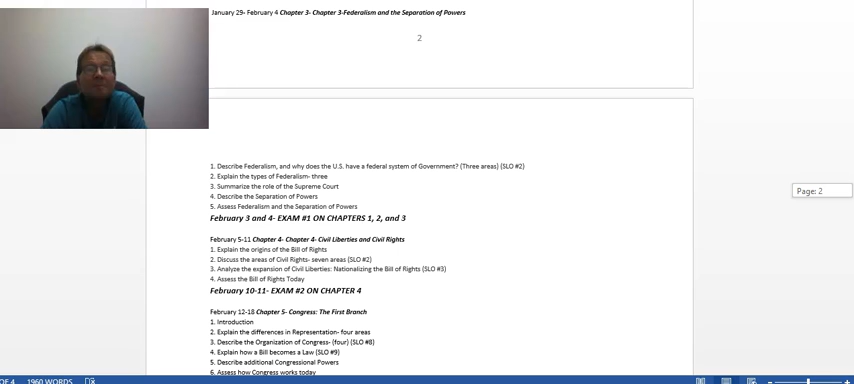 January 29- February 4 Chapter 3- Chapter 3-Federalism and the Separation of Powers
2
1. Describe Federalism, and why does the U.S. have a federal system of Government? (Three areas) (SLO #2)
2. Explain the types of Federalism- three
3. Summarize the role of the Supreme Court
4. Describe the Separation of Powers
5. Assess Federalism and the Separation of Powers
February 3 and 4- EXAM #1 ON CHAPTERS 1, 2, and 3
February 5-11 Chapter 4- Chapter 4- Civil Liberties and Civil Rights
1. Explain the origins of the Bill of Rights
2. Discuss the areas of Civil Rights- seven areas (SLO #2)
3. Analyze the expansion of Civil Liberties: Nationalizing the Bill of Rights (SLO #3)
4. Assess the Bill of Rights Today
February 10-11- EXAM #2 ON CHAPTER 4
February 12-18 Chapter 5- Congress: The First Branch
1. Introduction
2. Explain the differences in Representation- four areas
3. Describe the Organization of Congress- (four) (SLO #8)
4. Explain how a Bill becomes a Law (SLO #9)
5. Describe additional Congressional Powers
6. Assess how Congress works today
Page: 2
OF 4 1960 WORDS